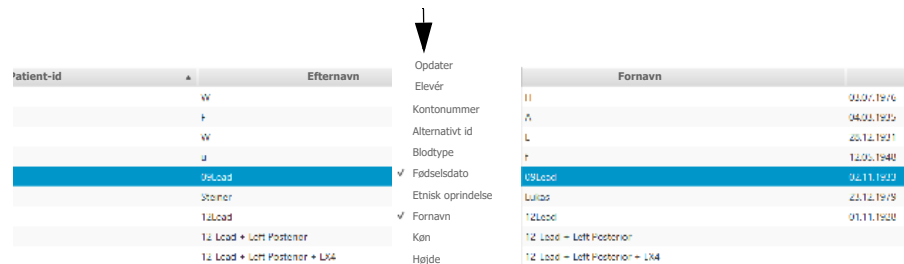 Opdater
Patient-id Efternavn Elevér Fornavn
W Kontonummer H 03.07.1976
A 04.03.1935
W Alternativt id L 28.12.1931
u Blodtype 12.05.1948
09Lead ✓ Fødselsdato 09Lead 02.11.1933
Steiner Etnisk oprindelse Lukas 23.12.1979
12Lead ✓ Fornavn 12Lead 01.11.1938
12 Lead + Left Posterior Køn 12 Lead + Left Posterior
12 Lead + Left Posterior + LX4 Højde 12 Lead + Left Posterior + LX4